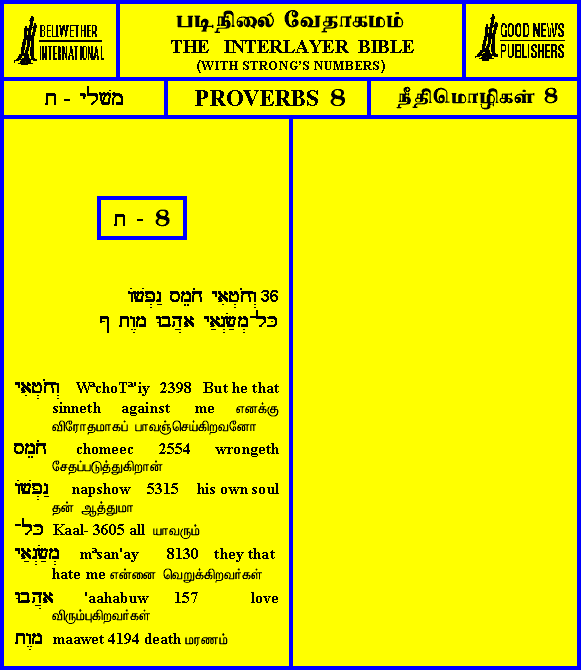 BELLWETHER
INTERNATIONAL
படிநிலை வேதாகமம்
THE INTERLAYER BIBLE
(WITH STRONG'S NUMBERS)
GOOD NEWS
PUBLISHERS
משלי - ח
PROVERBS 8
நீதிமொழிகள் 8
ח - 8
36 וְחֹטְאִי חֹמֵס נַפְשׁוֹ
כָּל־מְשַׂנְאַי אָהֲבוּ מָוֶת ף
וְחֹטְאִי WªchoTª'iy 2398 But he that
sinneth against me எனக்கு
விரோதமாகப் பாவஞ்செய்கிறவனோ
חֹמֵס chomeec 2554 wrongeth
சேதப்படுத்துகிறான்
נַפְשׁוֹ napshow 5315 his own soul
தன் ஆத்துமா
כָּל־ Kaal- 3605 all யாவரும்
מְשַׂנְאַי mªsan'ay 8130 they that
hate me என்னை வெறுக்கிறவர்கள்
אָהֲבוּ 'aahabuw 157 love
விரும்புகிறவர்கள்
מָוֶת maawet 4194 death மரணம்